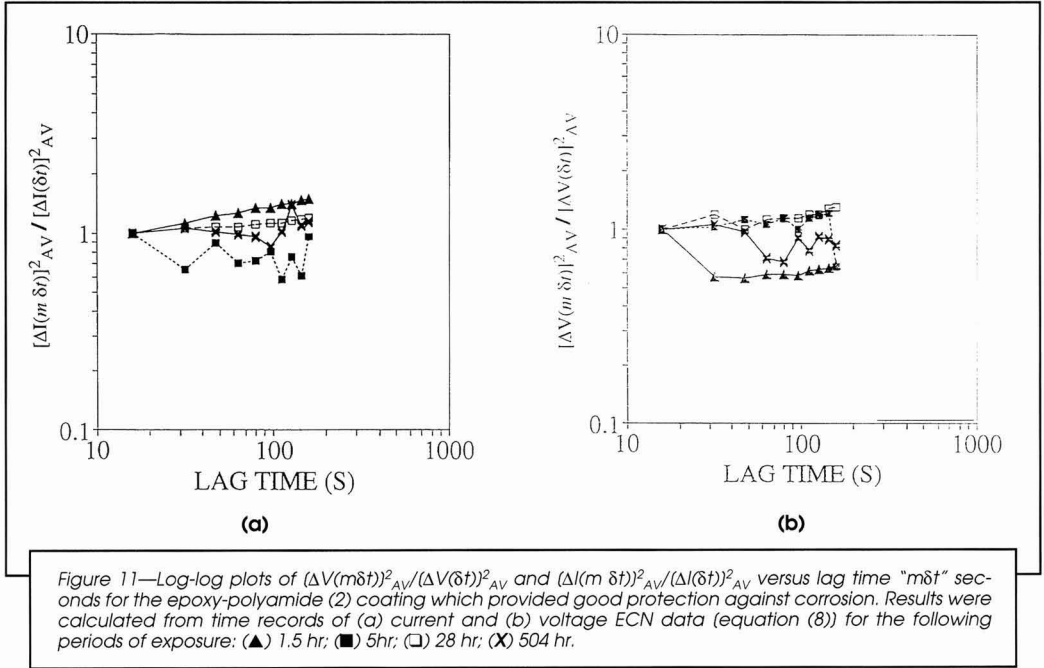 10
1
0.1
10
100
1000
[ΔI(m δt)]²AV / [ΔI(δt)]²AV
LAG TIME (S)
(a)
10
1
0.1
10
100
1000
[ΔV(m δt)]²AV / [ΔV(δt)]²AV
LAG TIME (S)
(b)
Figure 11—Log-log plots of [ΔV(mδt)]²AV/[ΔV(δt)]²AV and [ΔI(m δt)]²AV/[ΔI(δt)]²AV versus lag time "mδt" sec-
onds for the epoxy-polyamide (2) coating which provided good protection against corrosion. Results were
calculated from time records of (a) current and (b) voltage ECN data [equation (8)] for the following
periods of exposure: (▲) 1.5 hr; (■) 5hr; (❏) 28 hr; (X) 504 hr.